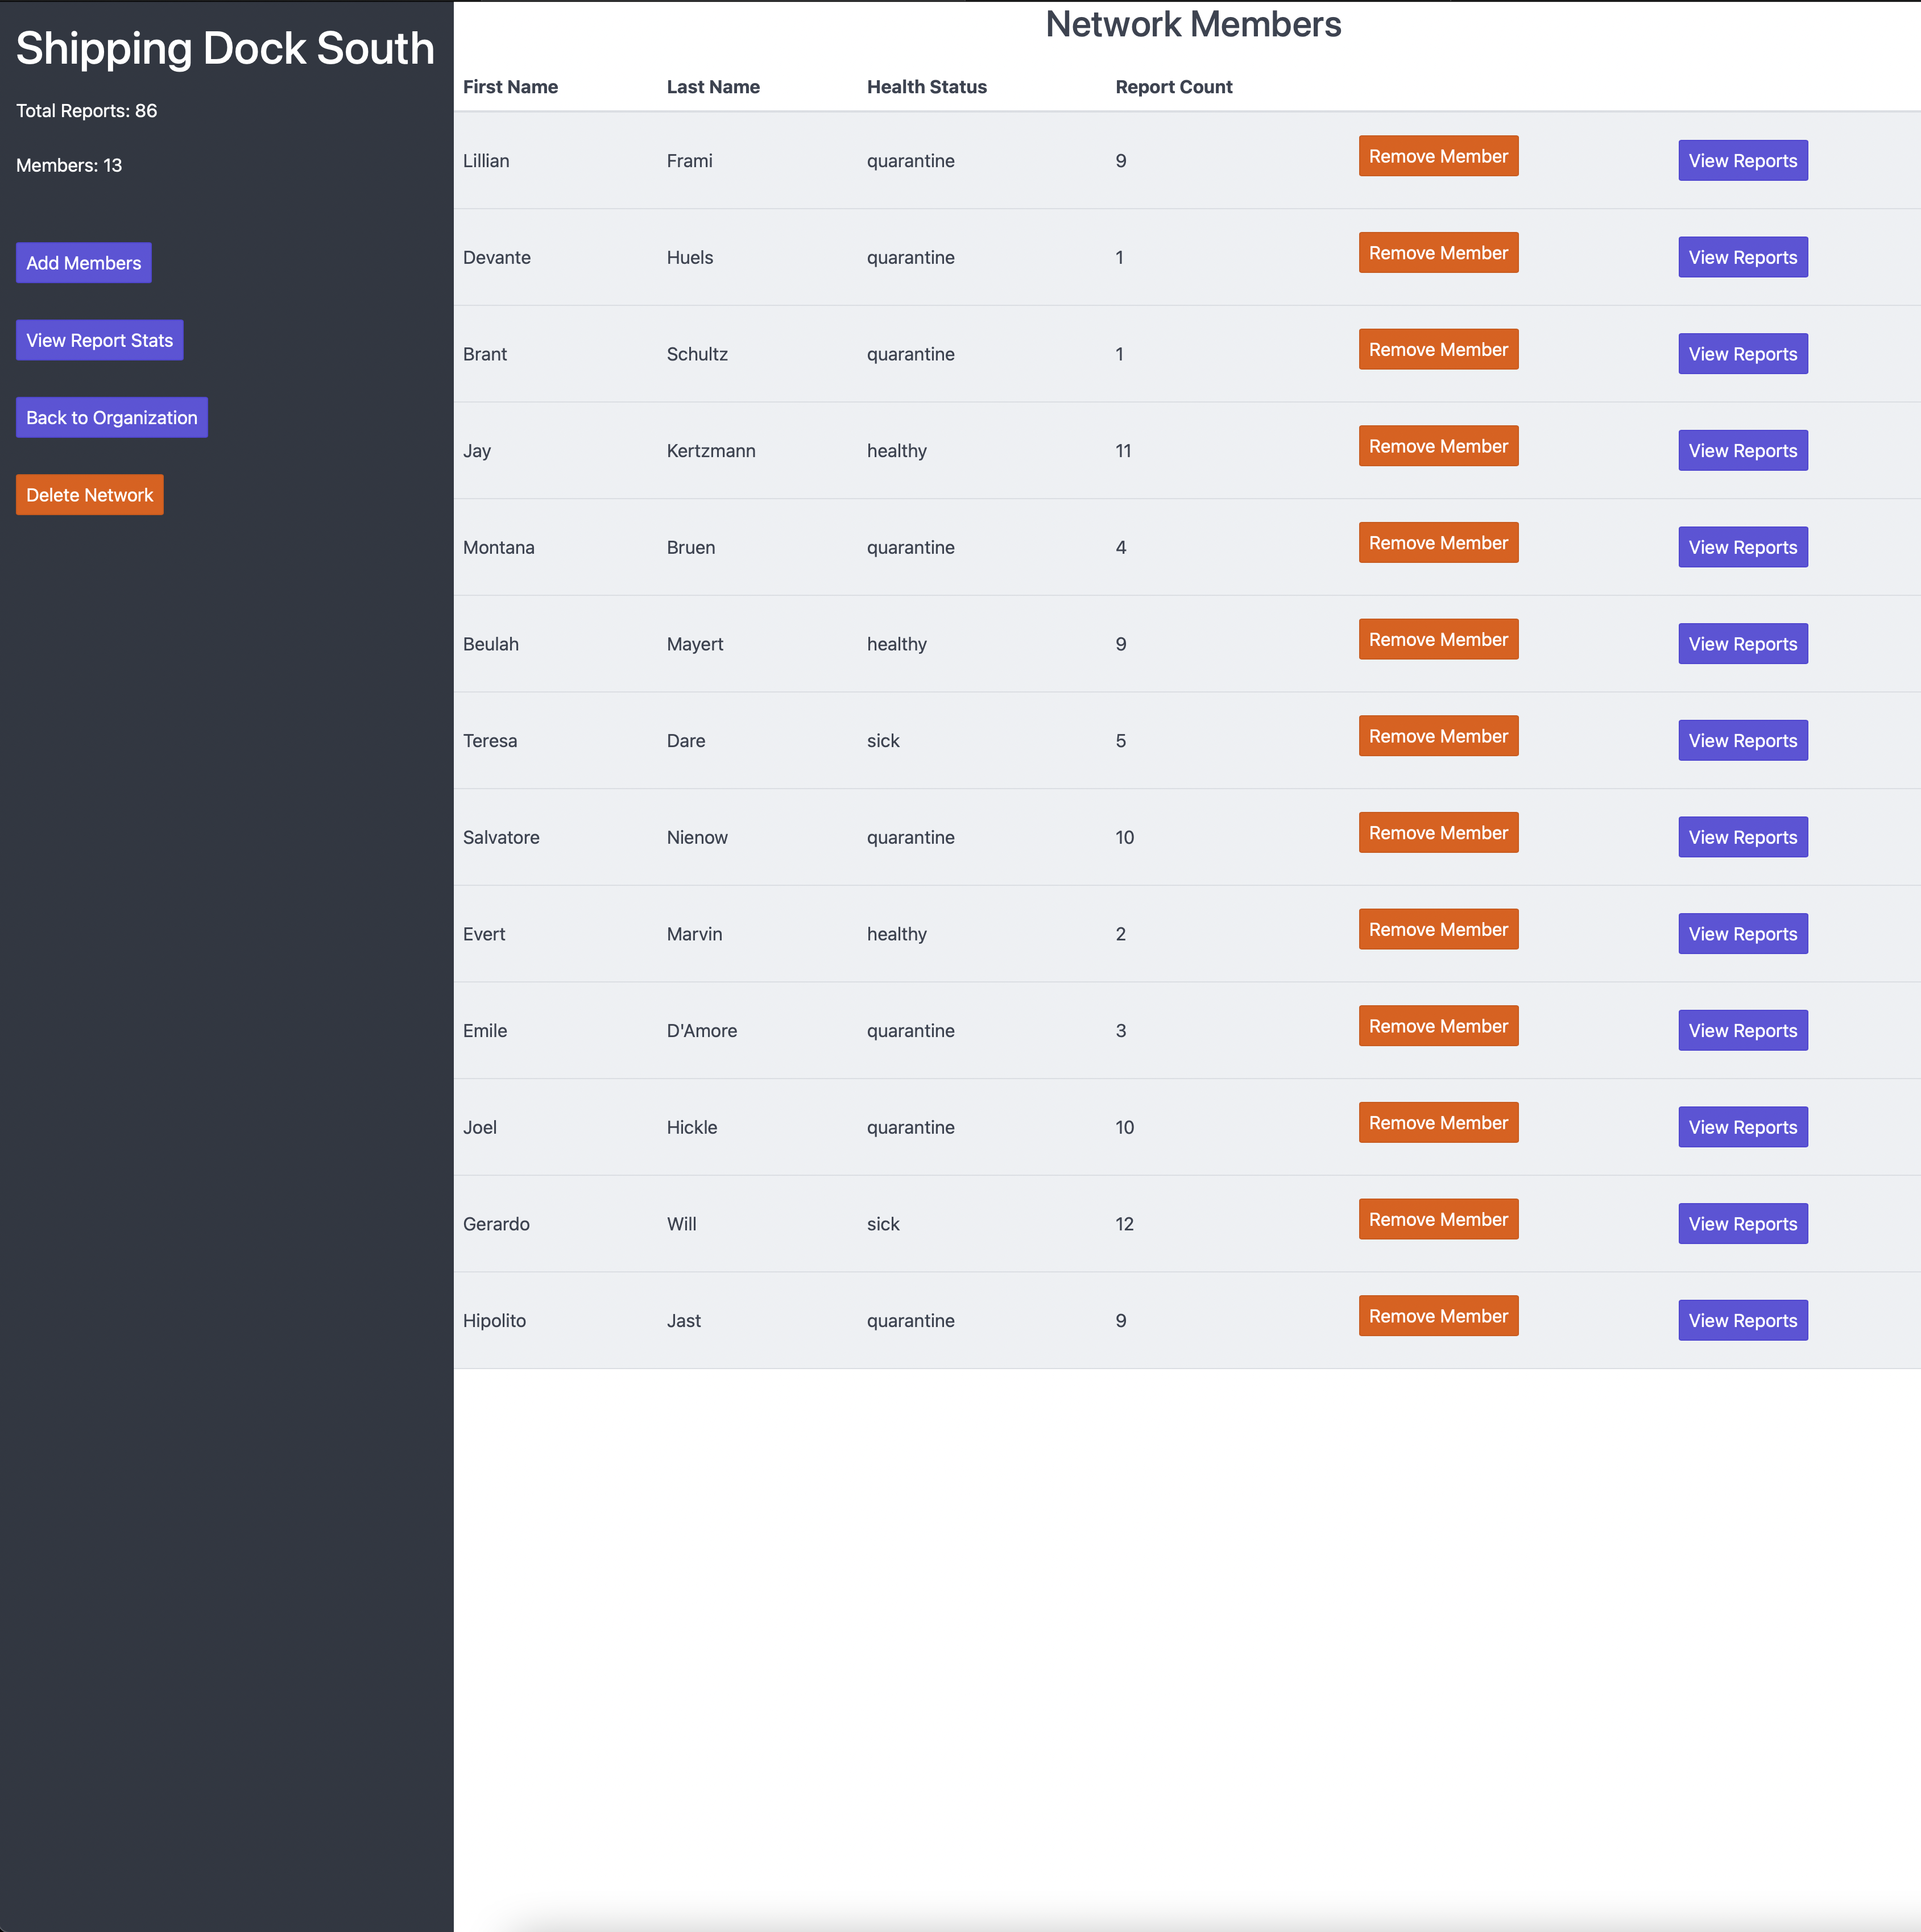 Shipping Dock South
Total Reports: 86
Members: 13
Add Members
View Report Stats
Back to Organization
Delete Network
Network Members
First Name Last Name Health Status Report Count
Lillian Frami quarantine 9 Remove Member View Reports
Devante Huels quarantine 1 Remove Member View Reports
Brant Schultz quarantine 1 Remove Member View Reports
Jay Kertzmann healthy 11 Remove Member View Reports
Montana Bruen quarantine 4 Remove Member View Reports
Beulah Mayert healthy 9 Remove Member View Reports
Teresa Dare sick 5 Remove Member View Reports
Salvatore Nienow quarantine 10 Remove Member View Reports
Evert Marvin healthy 2 Remove Member View Reports
Emile D'Amore quarantine 3 Remove Member View Reports
Joel Hickle quarantine 10 Remove Member View Reports
Gerardo Will sick 12 Remove Member View Reports
Hipolito Jast quarantine 9 Remove Member View Reports